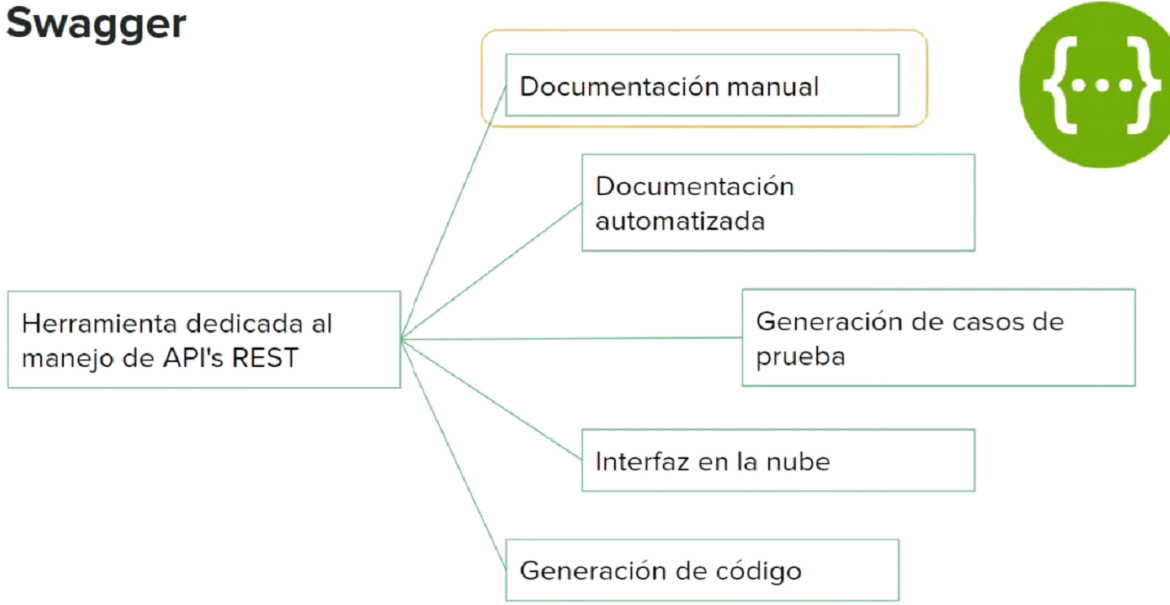 Swagger
Documentación manual
Documentación
automatizada
Herramienta dedicada al
manejo de API's REST
Generación de casos de
prueba
Interfaz en la nube
Generación de código